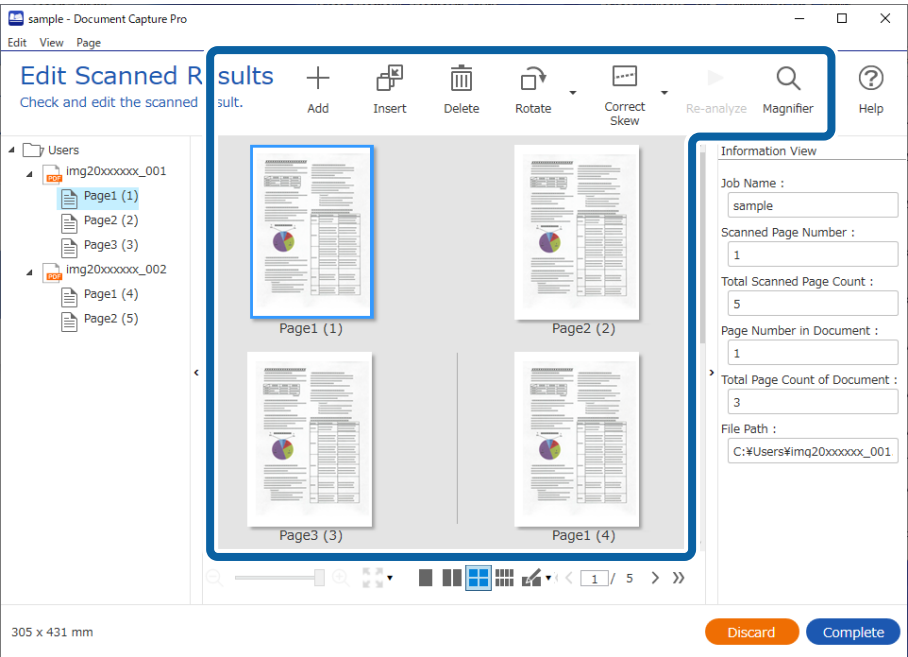 sample - Document Capture Pro
Edit View Page
Edit Scanned Results
Check and edit the scanned result.
Add
Insert
Delete
Rotate
Correct
Skew
Re-analyze
Magnifier
Help
Users
PDF
img20xxxxxx_001
Page1 (1)
Page2 (2)
Page3 (3)
PDF
img20xxxxxx_002
Page1 (4)
Page2 (5)
Page1 (1)
Page2 (2)
Page3 (3)
Page1 (4)
1 / 5
Information View
Job Name :
sample
Scanned Page Number :
1
Total Scanned Page Count :
5
Page Number in Document :
1
Total Page Count of Document :
3
File Path :
C:¥Users¥img20xxxxxx_001
305 x 431 mm
Discard
Complete